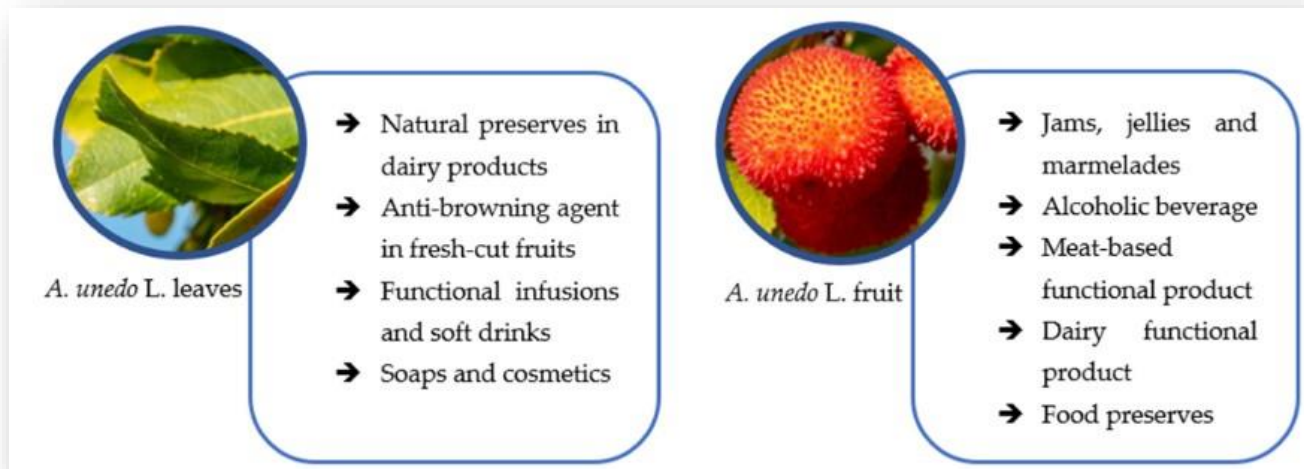 ➔ Natural preserves in
dairy products
➔ Anti-browning agent
in fresh-cut fruits
➔ Functional infusions
and soft drinks
➔ Soaps and cosmetics
A. unedo L. leaves
➔ Jams, jellies and
marmelades
➔ Alcoholic beverage
➔ Meat-based
functional product
➔ Dairy functional
product
➔ Food preserves
A. unedo L. fruit